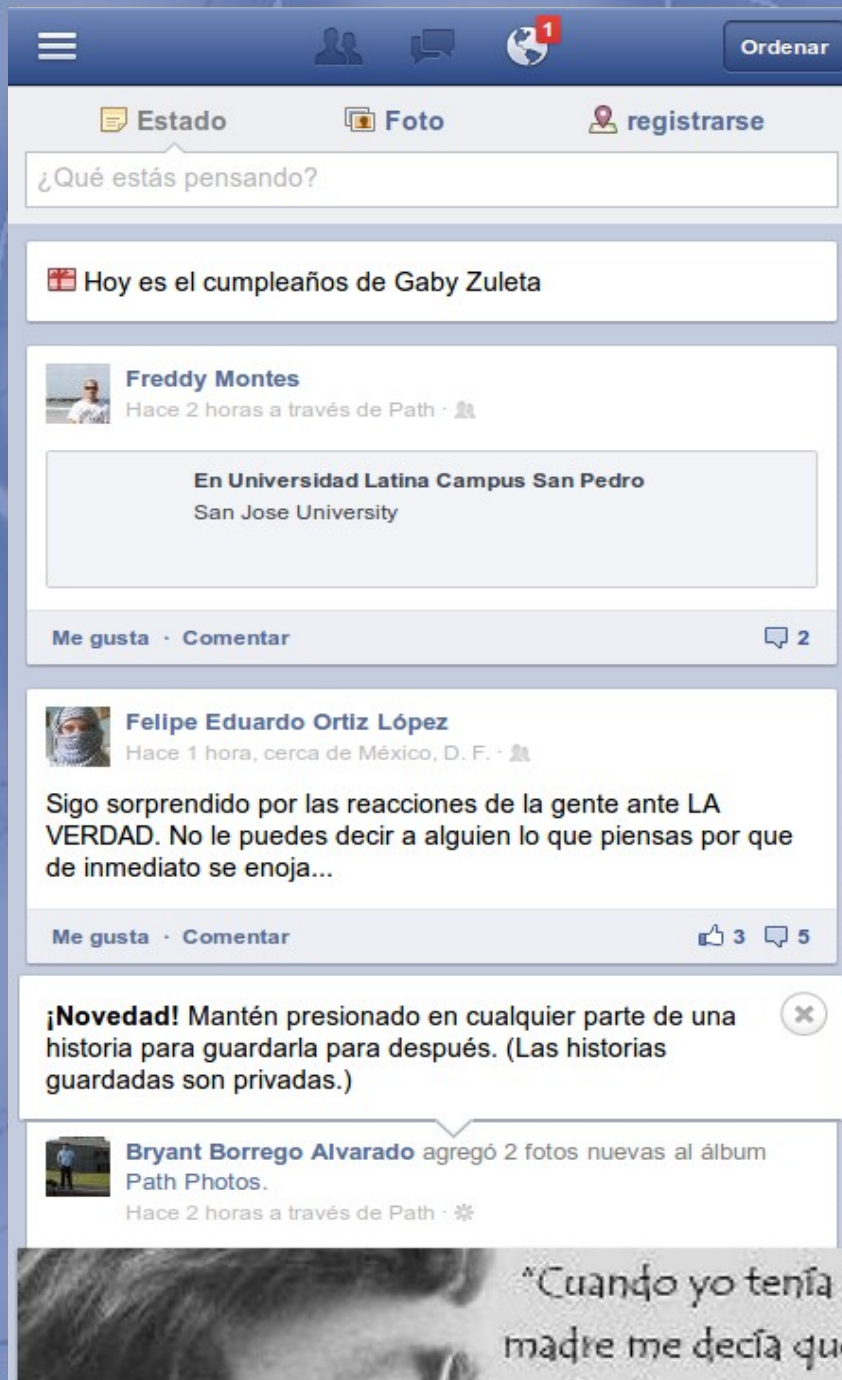 1
Ordenar
Estado Foto registrarse
¿Qué estás pensando?
Hoy es el cumpleaños de Gaby Zuleta
Freddy Montes
Hace 2 horas a través de Path ·
En Universidad Latina Campus San Pedro
San Jose University
Me gusta · Comentar 2
Felipe Eduardo Ortiz López
Hace 1 hora, cerca de México, D. F. ·
Sigo sorprendido por las reacciones de la gente ante LA
VERDAD. No le puedes decir a alguien lo que piensas por que
de inmediato se enoja...
Me gusta · Comentar 3 5
¡Novedad! Mantén presionado en cualquier parte de una
historia para guardarla para después. (Las historias
guardadas son privadas.)
Bryant Borrego Alvarado agregó 2 fotos nuevas al álbum
Path Photos.
Hace 2 horas a través de Path ·
"Cuando yo tenía
madre me decía que